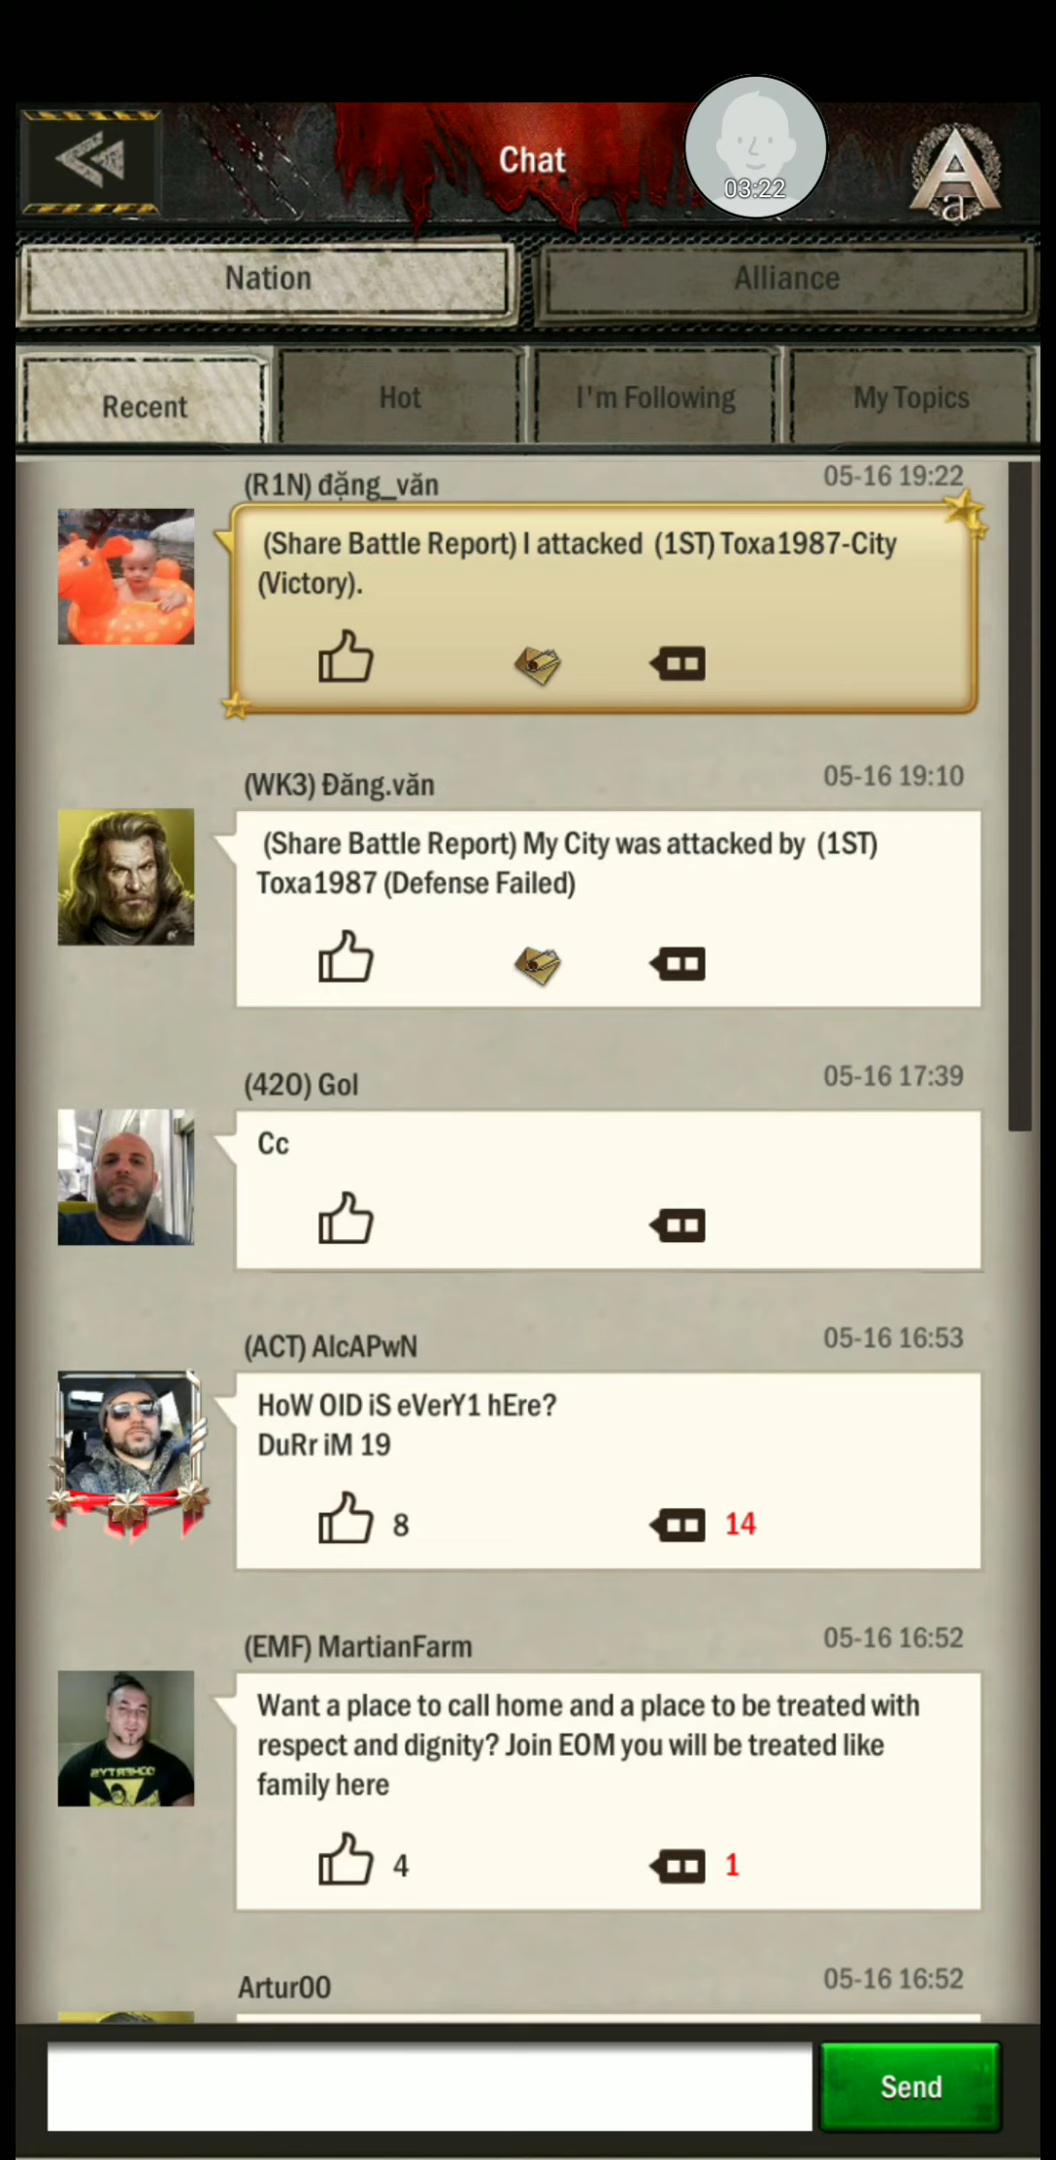 Chat
03:22
A
a
Nation
Alliance
Recent
Hot
I'm Following
My Topics
(R1N) đặng_văn
05-16 19:22
(Share Battle Report) I attacked (1ST) Toxa1987-City
(Victory).
(WK3) Đăng.văn
05-16 19:10
(Share Battle Report) My City was attacked by (1ST)
Toxa1987 (Defense Failed)
(420) Gol
05-16 17:39
Cc
(ACT) AlcAPwN
05-16 16:53
HoW OlD iS eVerY1 hEre?
DuRr iM 19
8
14
(EMF) MartianFarm
05-16 16:52
Want a place to call home and a place to be treated with
respect and dignity? Join EOM you will be treated like
family here
4
1
Artur00
05-16 16:52
Send